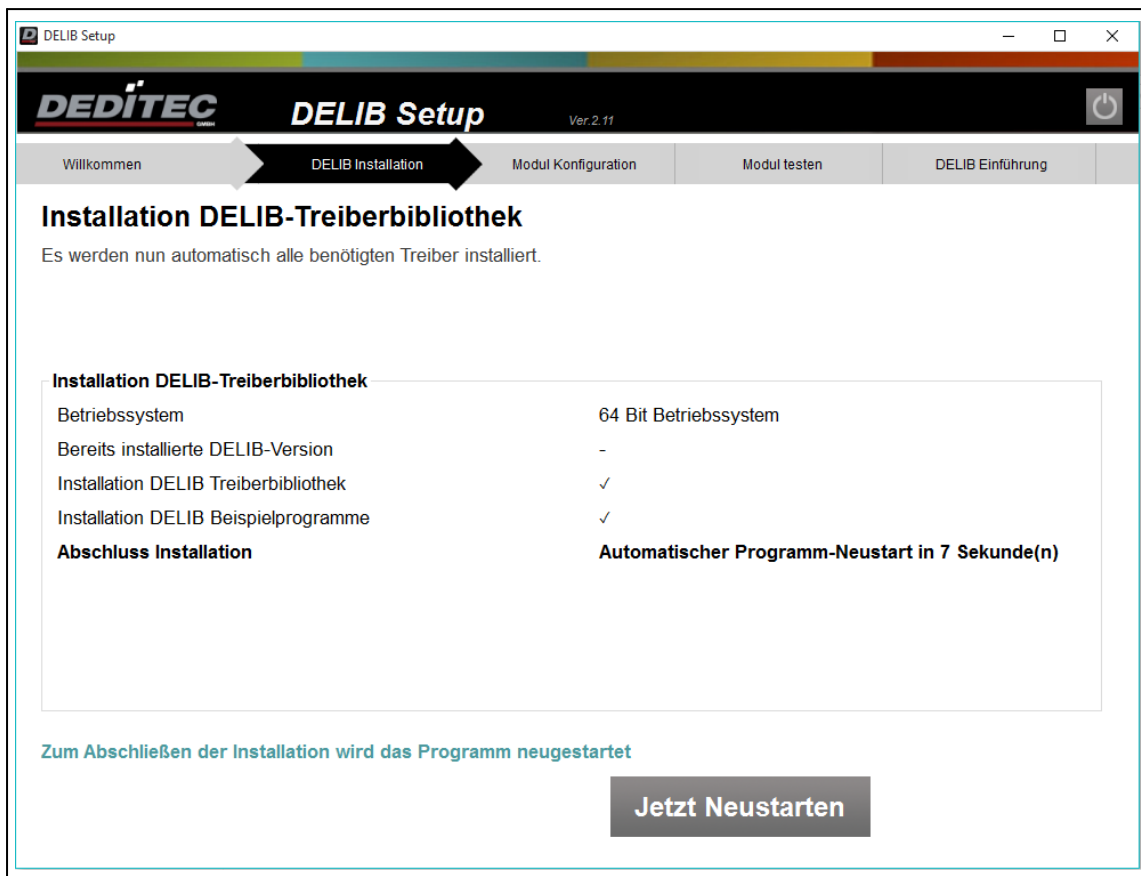 DELIB Setup
DEDITEC
GMBH
DELIB Setup
Ver.2.11
Willkommen
DELIB Installation
Modul Konfiguration
Modul testen
DELIB Einführung
Installation DELIB-Treiberbibliothek
Es werden nun automatisch alle benötigten Treiber installiert.
Installation DELIB-Treiberbibliothek
Betriebssystem 64 Bit Betriebssystem
Bereits installierte DELIB-Version -
Installation DELIB Treiberbibliothek ✓
Installation DELIB Beispielprogramme ✓
Abschluss Installation Automatischer Programm-Neustart in 7 Sekunde(n)
Zum Abschließen der Installation wird das Programm neugestartet
Jetzt Neustarten